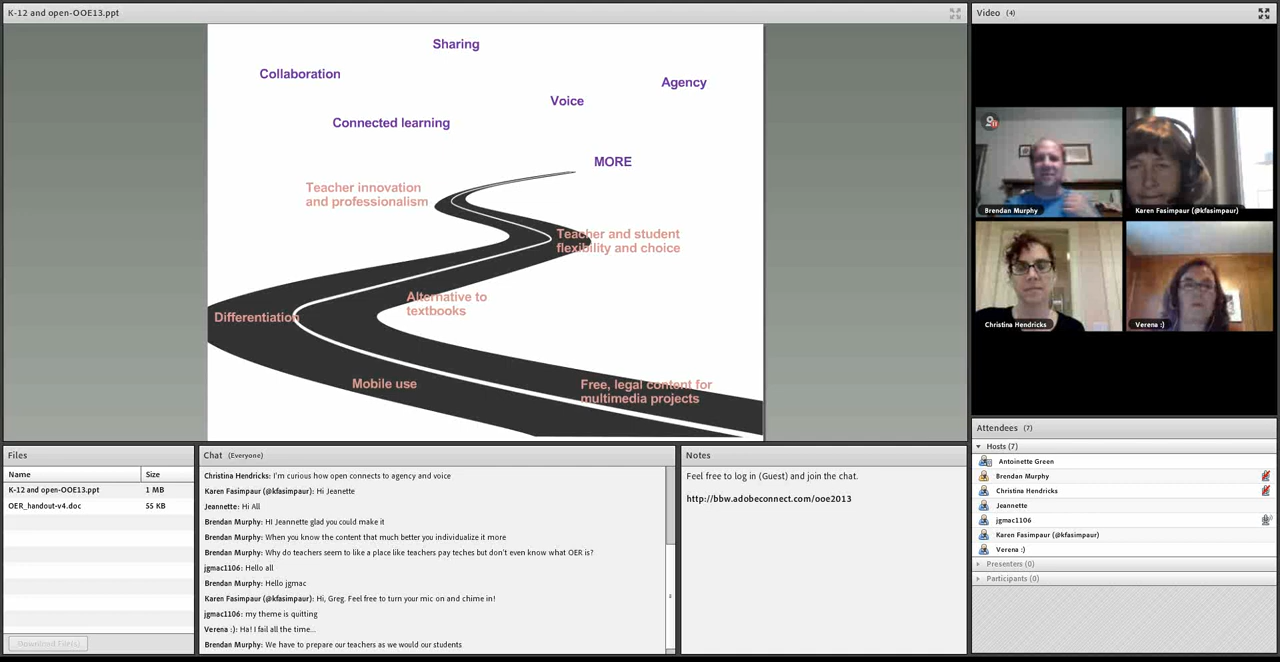 K-12 and open-OOE13.ppt
Sharing
Collaboration
Agency
Voice
Connected learning
MORE
Teacher innovation
and professionalism
Teacher and student
flexibility and choice
Alternative to
textbooks
Differentiation
Mobile use
Free, legal content for
multimedia projects
Video (4)
Brendan Murphy
Karen Fasimpaur (@kfasimpaur)
Christina Hendricks
Verena :)
Attendees (7)
Hosts (7)
Antoinette Green
Brendan Murphy
Christina Hendricks
Jeannette
jgmac1106
Karen Fasimpaur (@kfasimpaur)
Verena :)
Presenters (0)
Participants (0)
Files
Name Size
K-12 and open-OOE13.ppt 1 MB
OER_handout-v4.doc 55 KB
Download File(s)
Chat (Everyone)
Christina Hendricks: I'm curious how open connects to agency and voice
Karen Fasimpaur (@kfasimpaur): Hi Jeanette
Jeannette: Hi All
Brendan Murphy: HI Jeannette glad you could make it
Brendan Murphy: When you know the content that much better you individualize it more
Brendan Murphy: Why do teachers seem to like a place like teachers pay teches but don't even know what OER is?
jgmac1106: Hello all
Brendan Murphy: Hello jgmac
Karen Fasimpaur (@kfasimpaur): Hi, Greg. Feel free to turn your mic on and chime in!
jgmac1106: my theme is quitting
Verena :): Ha! I fail all the time...
Brendan Murphy: We have to prepare our teachers as we would our students
Notes
Feel free to log in (Guest) and join the chat.
http://bbw.adobeconnect.com/ooe2013